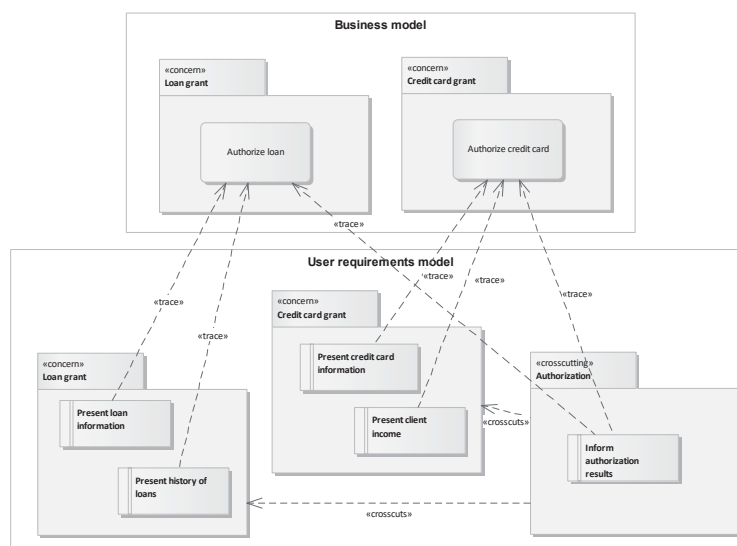 Business model
«concern»
Loan grant
«concern»
Credit card grant
Authorize loan
Authorize credit card
«trace»
User requirements model
«trace»
«trace»
«trace»
«trace»
«trace»
«concern»
Credit card grant
Present credit card
information
Present client
income
«concern»
Loan grant
Present loan
information
Present history of
loans
«crosscutting»
Authorization
«crosscuts»
Inform
authorization
results
«crosscuts»